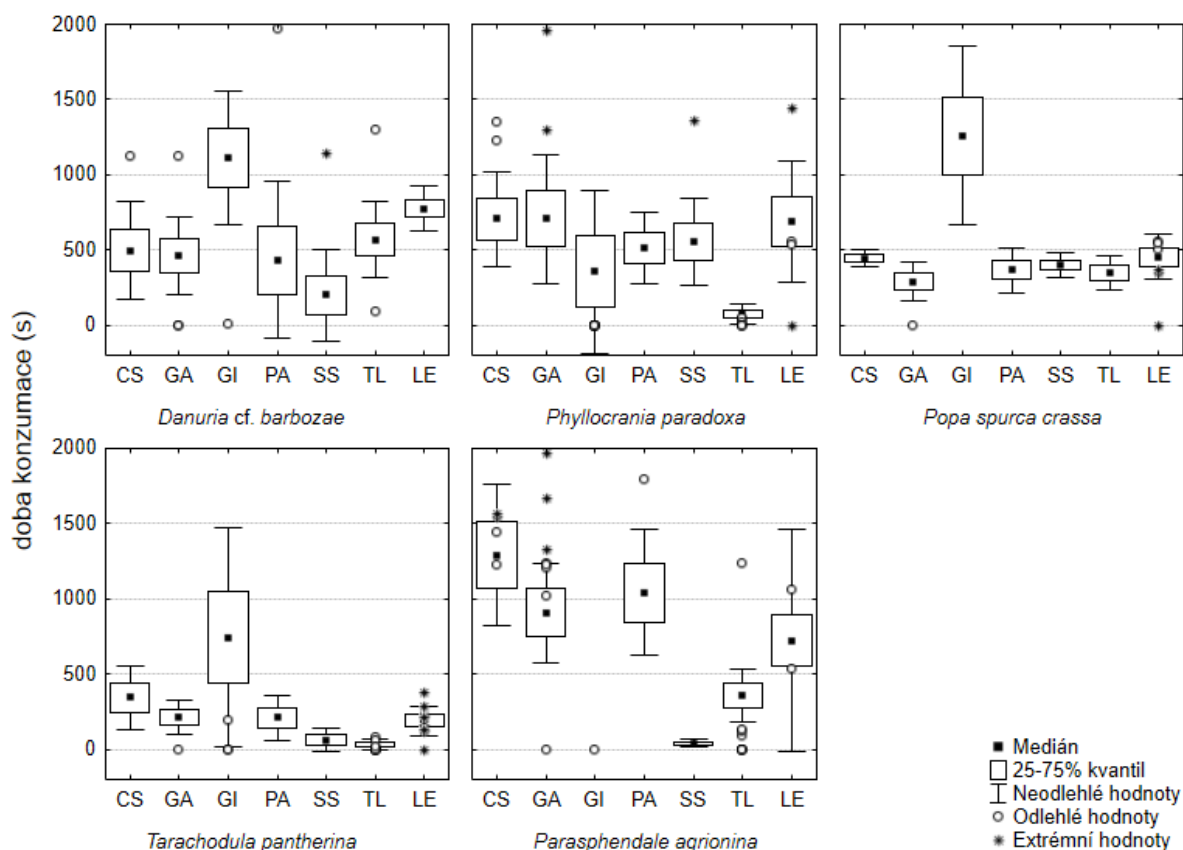 doba konzumace (s)
2000
1500
1000
500
0
CS GA GI PA SS TL LE
CS GA GI PA SS TL LE
CS GA GI PA SS TL LE
Danuria cf. barbozae
Phyllocrania paradoxa
Popa spurca crassa
2000
1500
1000
500
0
CS GA GI PA SS TL LE
CS GA GI PA SS TL LE
Tarachodula pantherina
Parasphendale agrionina
Medián
25-75% kvantil
Neodlehlé hodnoty
Odlehlé hodnoty
Extrémní hodnoty